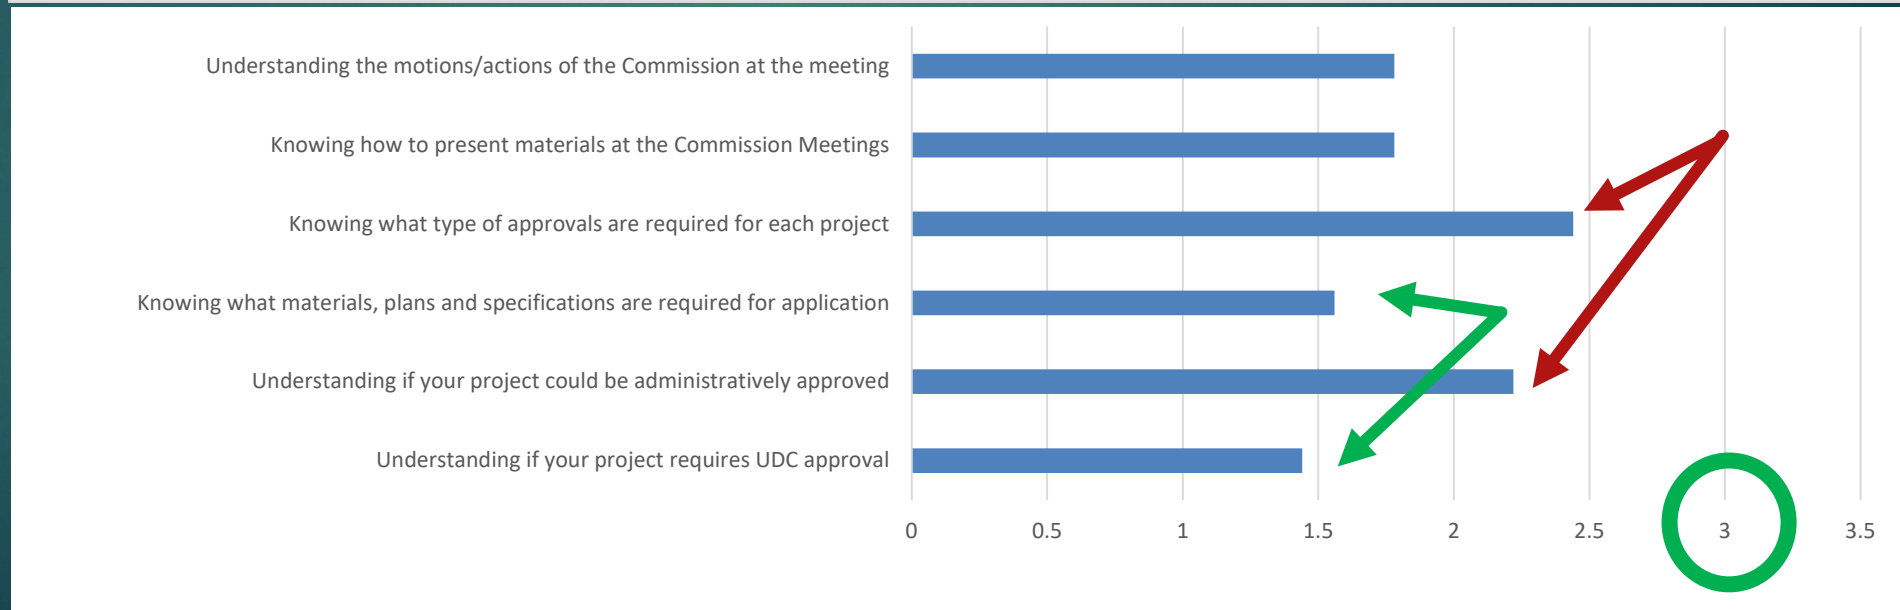 Understanding the motions/actions of the Commission at the meeting
Knowing how to present materials at the Commission Meetings
Knowing what type of approvals are required for each project
Knowing what materials, plans and specifications are required for application
Understanding if your project could be administratively approved
Understanding if your project requires UDC approval
0 0.5 1 1.5 2 2.5 3 3.5